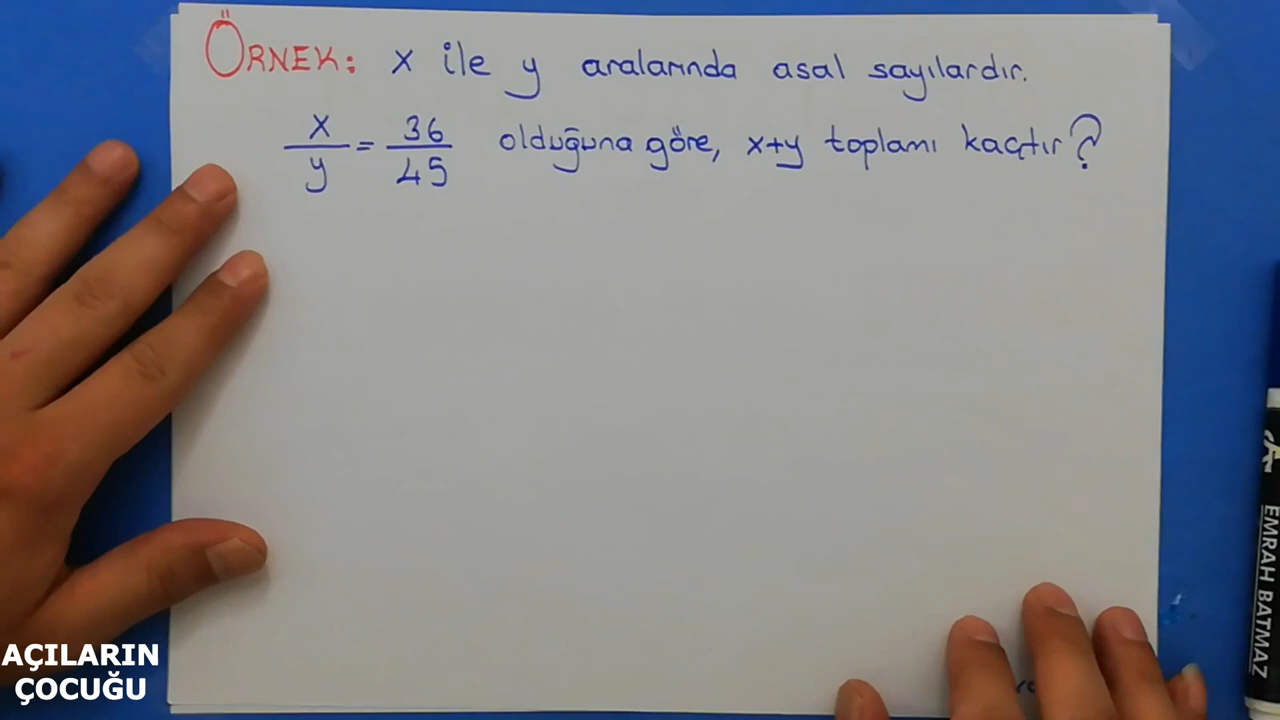 ÖRNEK: x ile y aralarında asal sayılardır.
x/y = 36/45 olduğuna göre, x+y toplamı kaçtır?
EMRAH BATMAZ
AÇILARIN
ÇOCUĞU